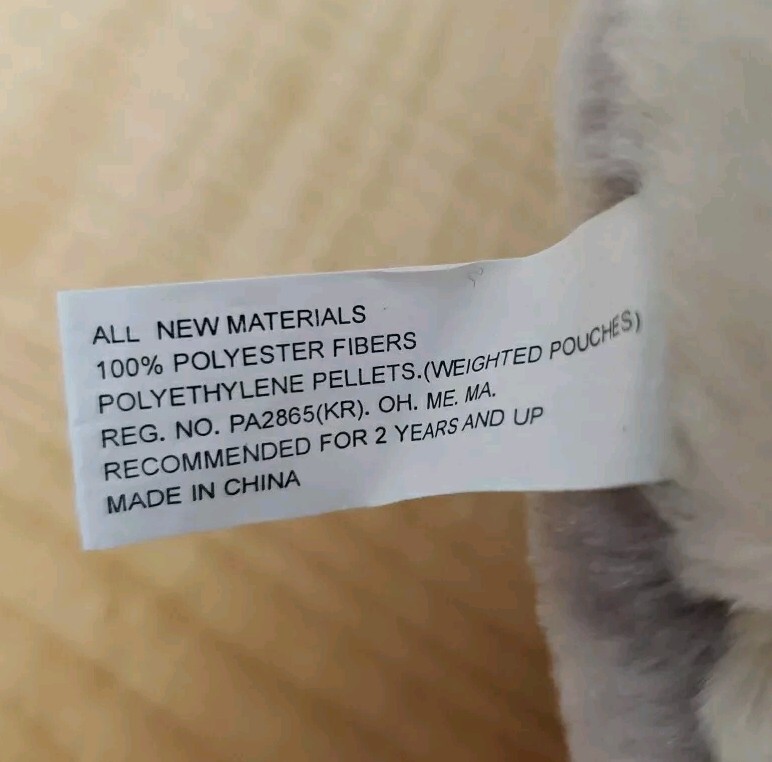 ALL NEW MATERIALS
100% POLYESTER FIBERS
POLYETHYLENE PELLETS.(WEIGHTED POUCHES)
REG. NO. PA2865(KR). OH. ME. MA.
RECOMMENDED FOR 2 YEARS AND UP
MADE IN CHINA